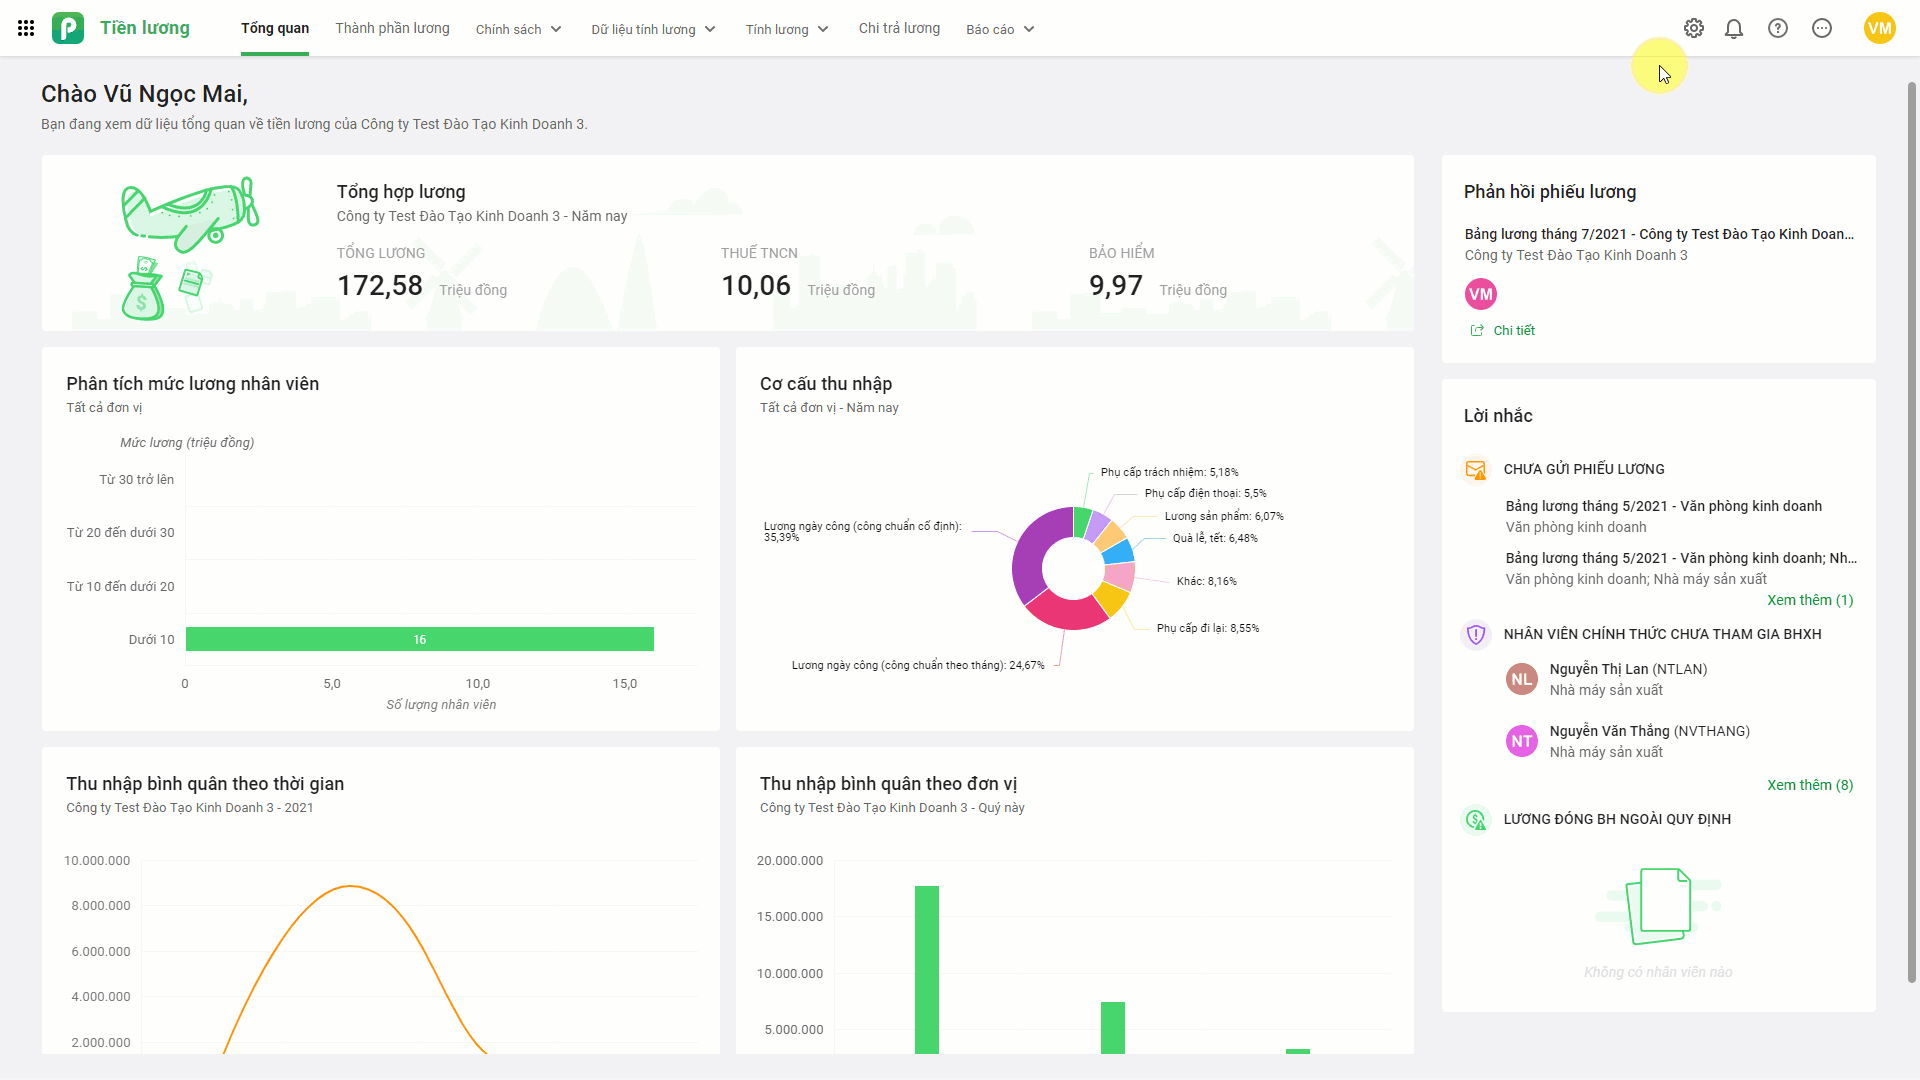 Tiền lương
Tổng quan
Thành phần lương
Chính sách
Dữ liệu tính lương
Tính lương
Chi trả lương
Báo cáo
VM
Chào Vũ Ngọc Mai,
Bạn đang xem dữ liệu tổng quan về tiền lương của Công ty Test Đào Tạo Kinh Doanh 3.
Tổng hợp lương
Công ty Test Đào Tạo Kinh Doanh 3 - Năm nay
TỔNG LƯƠNG
172,58 Triệu đồng
THUẾ TNCN
10,06 Triệu đồng
BẢO HIỂM
9,97 Triệu đồng
Phân tích mức lương nhân viên
Tất cả đơn vị
Mức lương (triệu đồng)
Từ 30 trở lên
Từ 20 đến dưới 30
Từ 10 đến dưới 20
Dưới 10
16
0
5,0
10,0
15,0
Số lượng nhân viên
Cơ cấu thu nhập
Tất cả đơn vị - Năm nay
Phụ cấp trách nhiệm: 5,18%
Phụ cấp điện thoại: 5,5%
Lương sản phẩm: 6,07%
Quà lễ, tết: 6,48%
Khác: 8,16%
Phụ cấp đi lại: 8,55%
Lương ngày công (công chuẩn theo tháng): 24,67%
Lương ngày công (công chuẩn cố định):
35,39%
Thu nhập bình quân theo thời gian
Công ty Test Đào Tạo Kinh Doanh 3 - 2021
10.000.000
8.000.000
6.000.000
4.000.000
2.000.000
Thu nhập bình quân theo đơn vị
Công ty Test Đào Tạo Kinh Doanh 3 - Quý này
20.000.000
15.000.000
10.000.000
5.000.000
Phản hồi phiếu lương
Bảng lương tháng 7/2021 - Công ty Test Đào Tạo Kinh Doan...
Công ty Test Đào Tạo Kinh Doanh 3
VM
Chi tiết
Lời nhắc
CHƯA GỬI PHIẾU LƯƠNG
Bảng lương tháng 5/2021 - Văn phòng kinh doanh
Văn phòng kinh doanh
Bảng lương tháng 5/2021 - Văn phòng kinh doanh; Nh...
Văn phòng kinh doanh; Nhà máy sản xuất
Xem thêm (1)
NHÂN VIÊN CHÍNH THỨC CHƯA THAM GIA BHXH
NL
Nguyễn Thị Lan (NTLAN)
Nhà máy sản xuất
NT
Nguyễn Văn Thắng (NVTHANG)
Nhà máy sản xuất
Xem thêm (8)
LƯƠNG ĐÓNG BH NGOÀI QUY ĐỊNH
Không có nhân viên nào